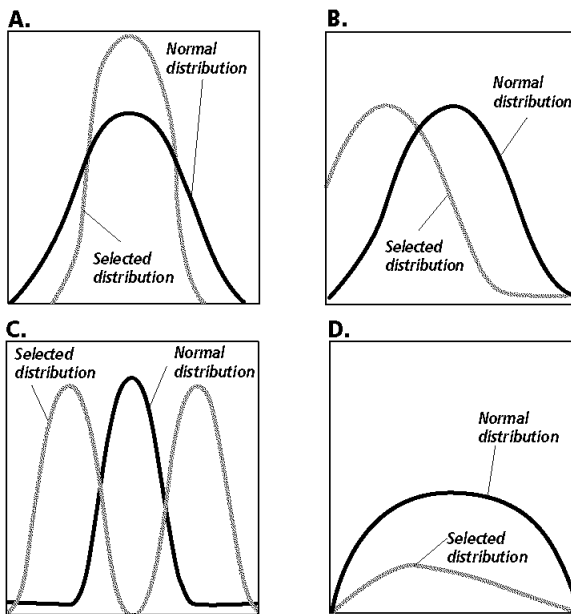 A.
Normal
distribution
Selected
distribution
B.
Normal
distribution
Selected
distribution
C.
Selected
distribution
Normal
distribution
D.
Normal
distribution
Selected
distribution